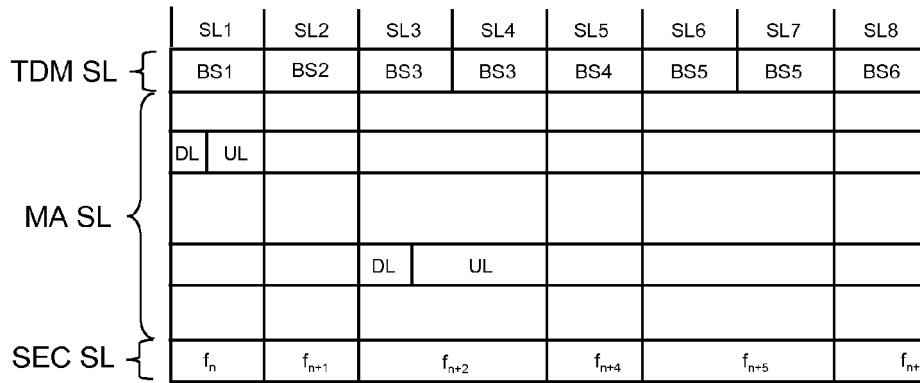 SL1 SL2 SL3 SL4 SL5 SL6 SL7 SL8
TDM SL BS1 BS2 BS3 BS3 BS4 BS5 BS5 BS6
DL UL
MA SL
DL UL
SEC SL fn fn+1 fn+2 fn+4 fn+5